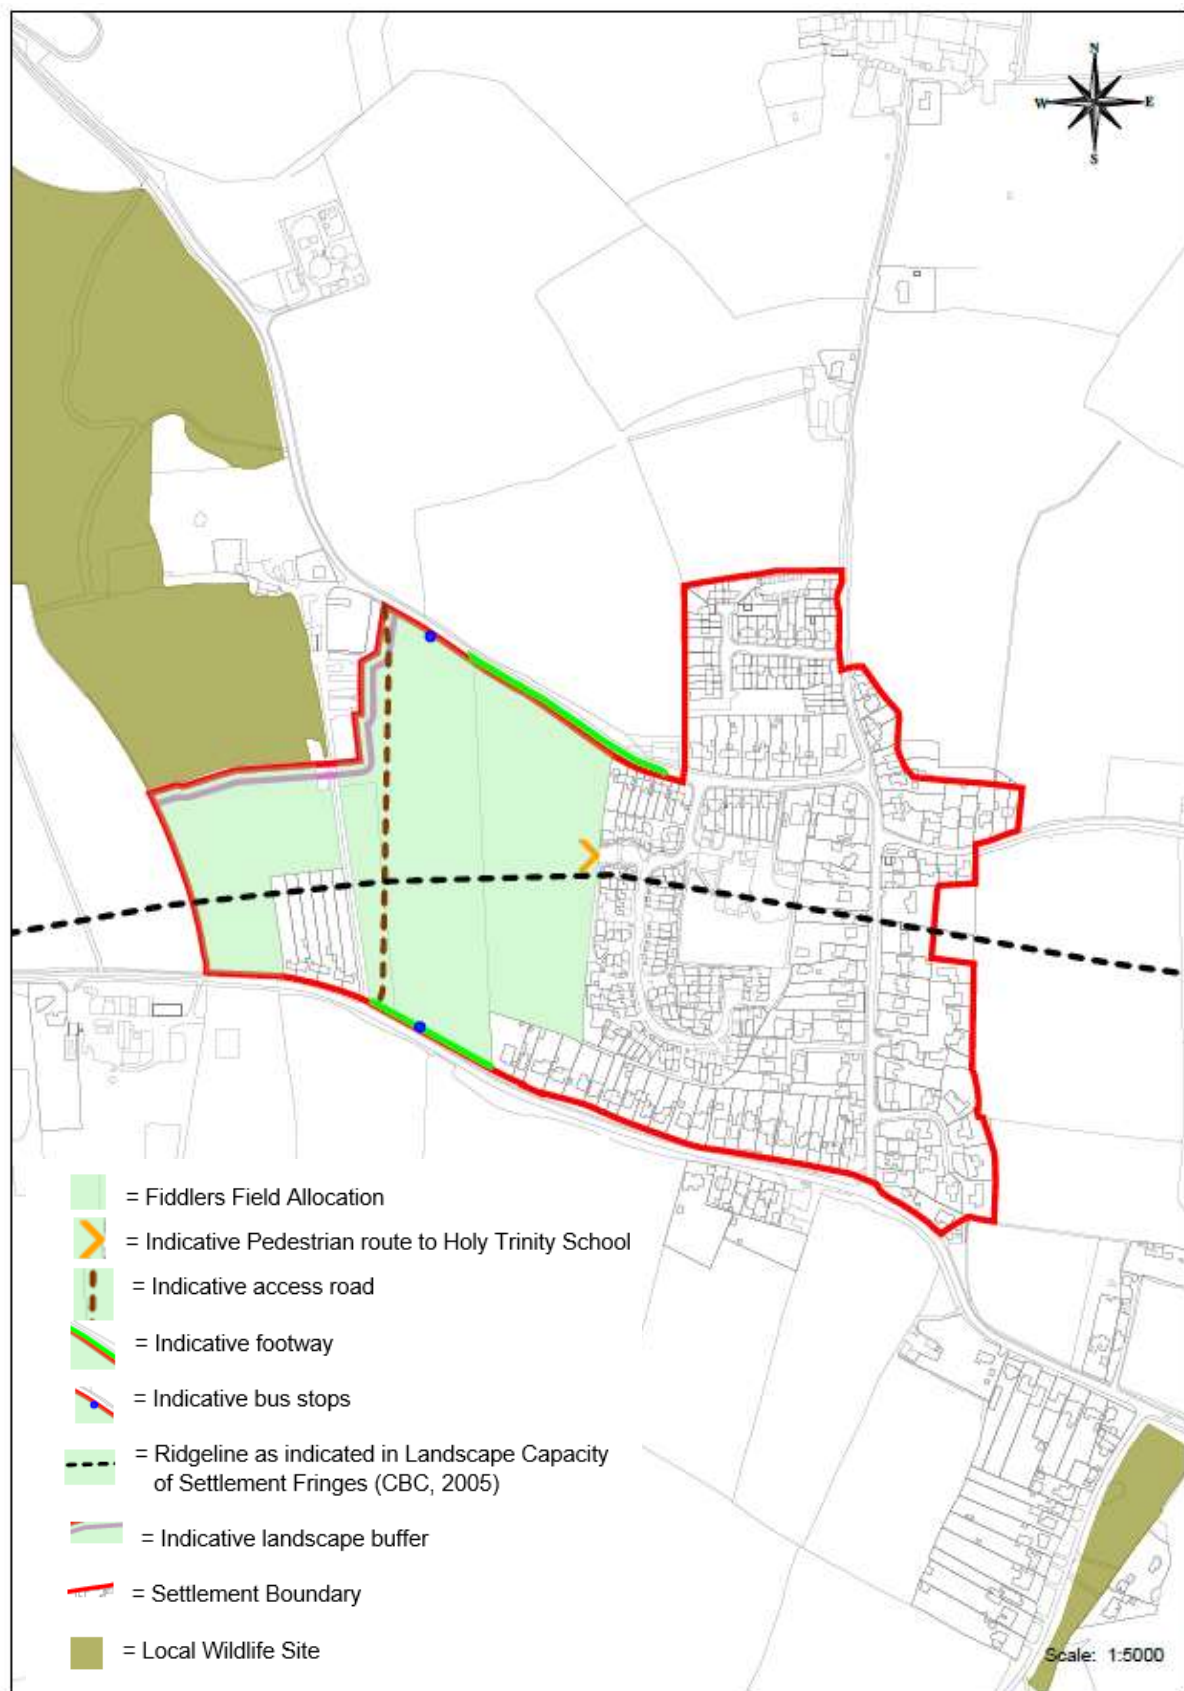 N
W E
S
= Fiddlers Field Allocation
= Indicative Pedestrian route to Holy Trinity School
= Indicative access road
= Indicative footway
= Indicative bus stops
= Ridgeline as indicated in Landscape Capacity
of Settlement Fringes (CBC, 2005)
= Indicative landscape buffer
= Settlement Boundary
= Local Wildlife Site
Scale: 1:5000